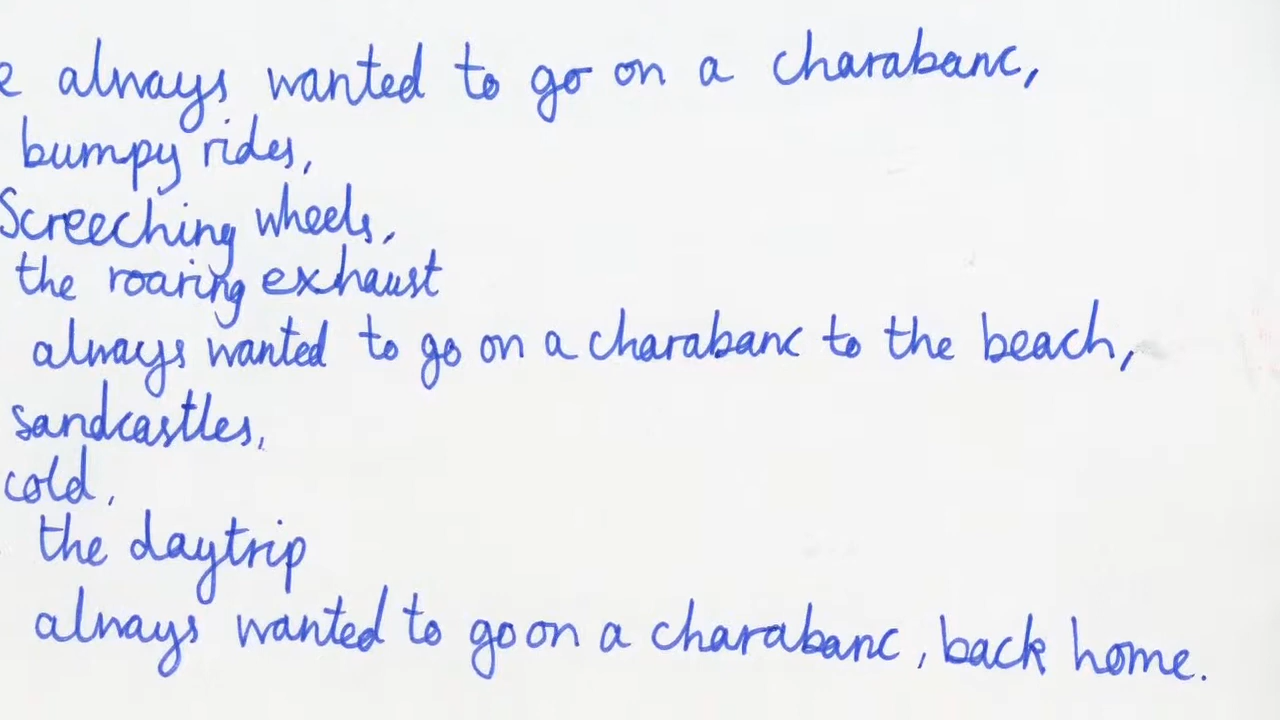 always wanted to go on a charabanc,
bumpy rides,
Screeching wheels,
the roaring exhaust
always wanted to go on a charabanc to the beach,
sandcastles,
cold,
the daytrip
always wanted to go on a charabanc, back home.